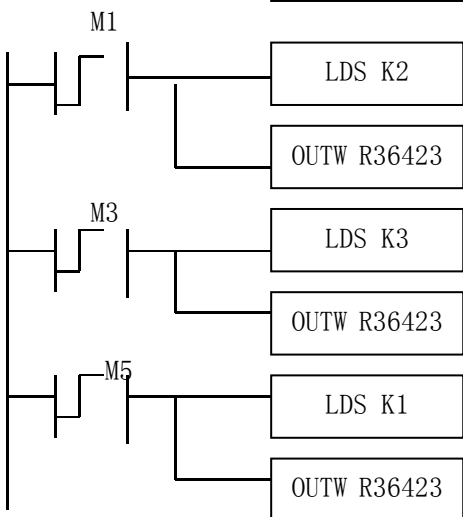 M1
LDS K2
OUTW R36423
M3
LDS K3
OUTW R36423
M5
LDS K1
OUTW R36423